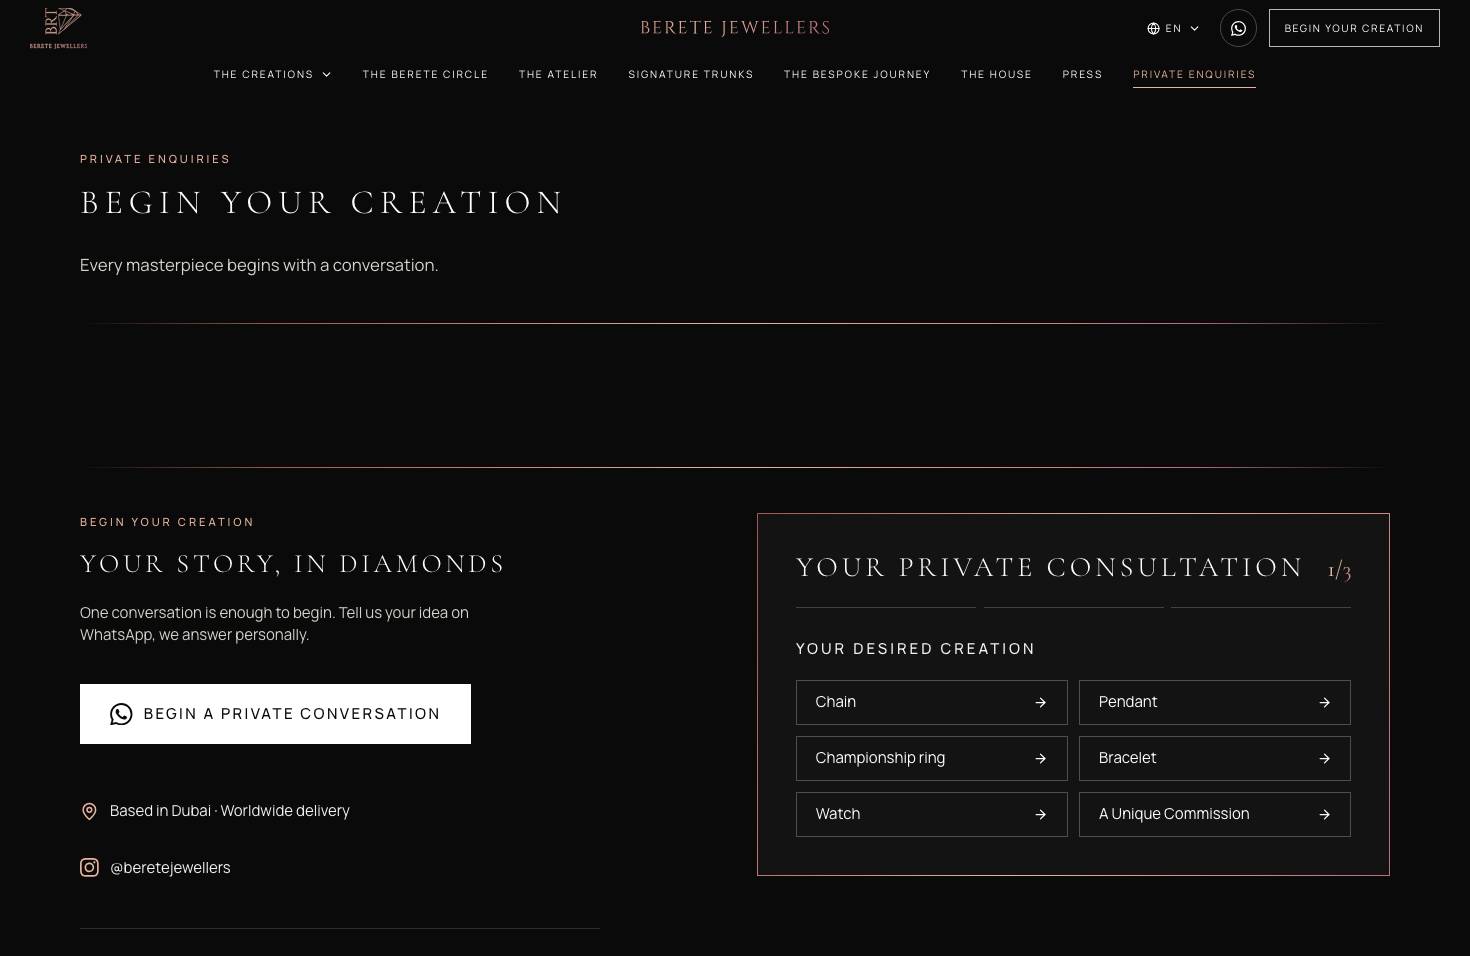 BRT
BERETE JEWELLERS
BERETE JEWELLERS
EN
BEGIN YOUR CREATION
THE CREATIONS
THE BERETE CIRCLE
THE ATELIER
SIGNATURE TRUNKS
THE BESPOKE JOURNEY
THE HOUSE
PRESS
PRIVATE ENQUIRIES
PRIVATE ENQUIRIES
BEGIN YOUR CREATION
Every masterpiece begins with a conversation.
BEGIN YOUR CREATION
YOUR STORY, IN DIAMONDS
One conversation is enough to begin. Tell us your idea on
WhatsApp, we answer personally.
BEGIN A PRIVATE CONVERSATION
Based in Dubai · Worldwide delivery
@beretejewellers
YOUR PRIVATE CONSULTATION
1/3
YOUR DESIRED CREATION
Chain
Pendant
Championship ring
Bracelet
Watch
A Unique Commission